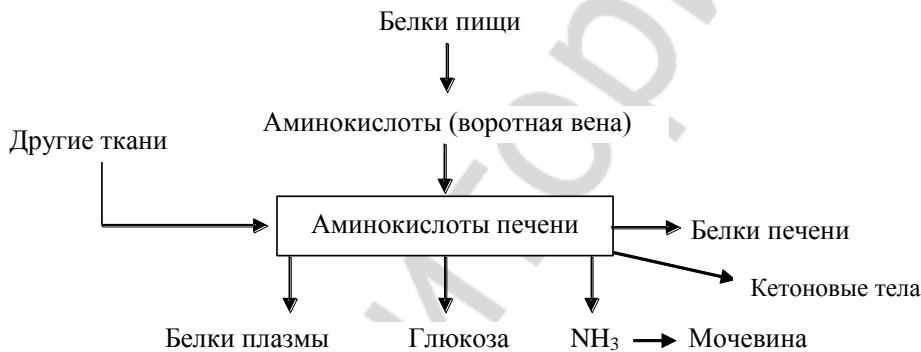 Белки пищи
Аминокислоты (воротная вена)
Другие ткани
Аминокислоты печени
Белки печени
Кетоновые тела
Белки плазмы
Глюкоза
NH₃
Мочевина